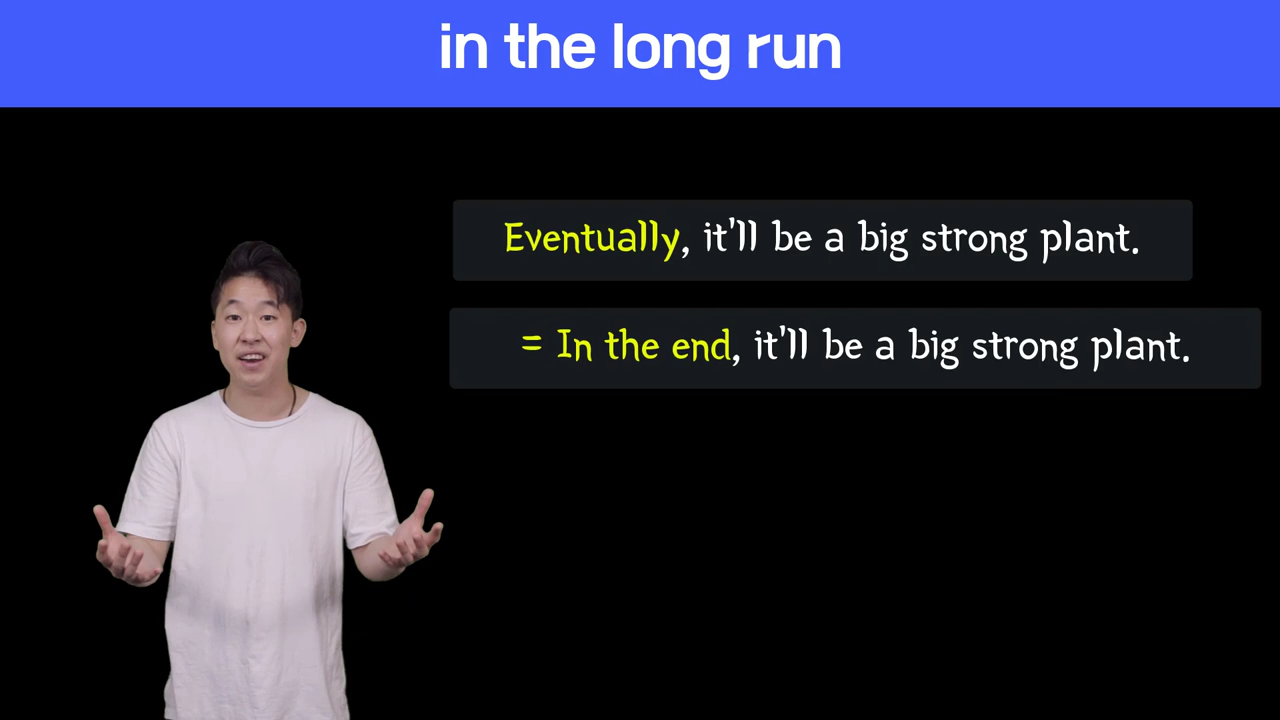 in the long run
Eventually, it'll be a big strong plant.
= In the end, it'll be a big strong plant.